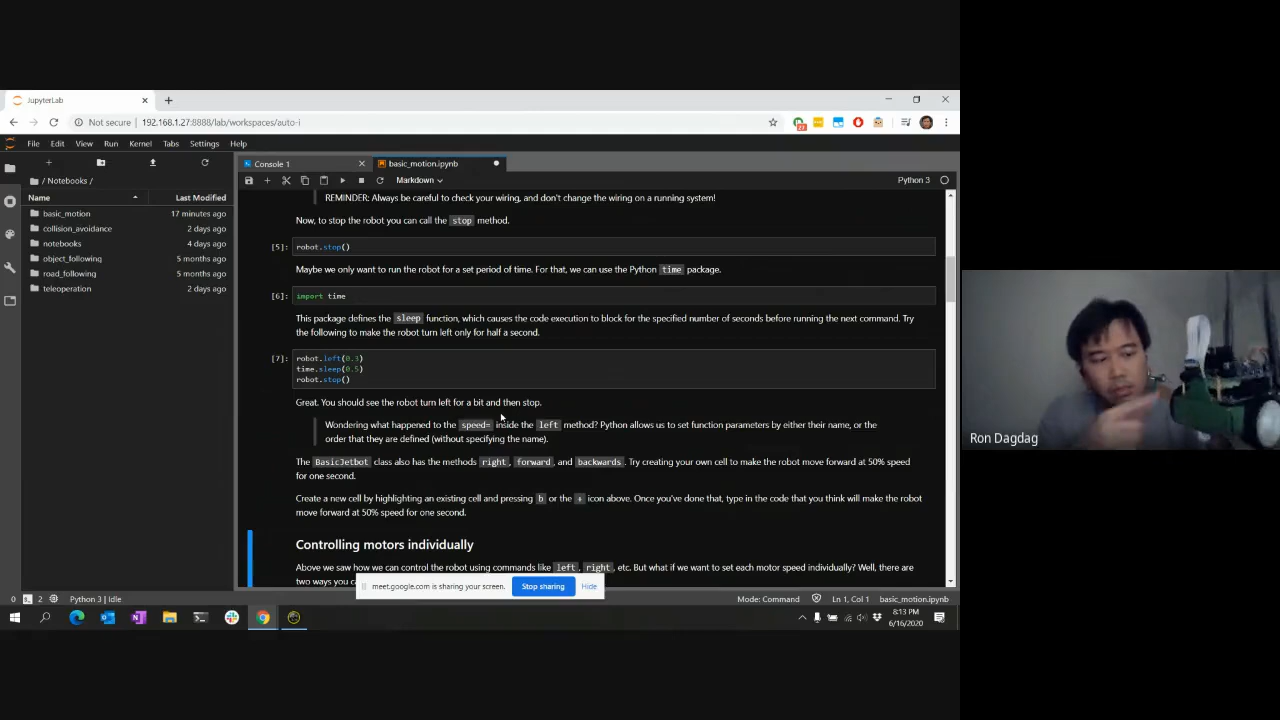 JupyterLab
Not secure 192.168.1.27:8888/lab/workspaces/auto-i
File Edit View Run Kernel Tabs Settings Help
Console 1
basic_motion.ipynb
Markdown
Python 3
/ Notebooks /
Name Last Modified
basic_motion 17 minutes ago
collision_avoidance 2 days ago
notebooks 4 days ago
object_following 5 months ago
road_following 5 months ago
teleoperation 2 days ago
REMINDER: Always be careful to check your wiring, and don't change the wiring on a running system!
Now, to stop the robot you can call the stop method.
[5]: robot.stop()
Maybe we only want to run the robot for a set period of time. For that, we can use the Python time package.
[6]: import time
This package defines the sleep function, which causes the code execution to block for the specified number of seconds before running the next command. Try
the following to make the robot turn left only for half a second.
[7]: robot.left(0.3)
time.sleep(0.5)
robot.stop()
Great. You should see the robot turn left for a bit and then stop.
Wondering what happened to the speed= inside the left method? Python allows us to set function parameters by either their name, or the
order that they are defined (without specifying the name).
The BasicJetbot class also has the methods right, forward, and backwards. Try creating your own cell to make the robot move forward at 50% speed
for one second.
Create a new cell by highlighting an existing cell and pressing b or the + icon above. Once you've done that, type in the code that you think will make the robot
move forward at 50% speed for one second.
Controlling motors individually
Above we saw how we can control the robot using commands like left, right, etc. But what if we want to set each motor speed individually? Well, there are
two ways you
meet.google.com is sharing your screen. Stop sharing Hide
0 2 Python 3 | Idle
Mode: Command Ln 1, Col 1 basic_motion.ipynb
8:13 PM
6/16/2020
Ron Dagdag